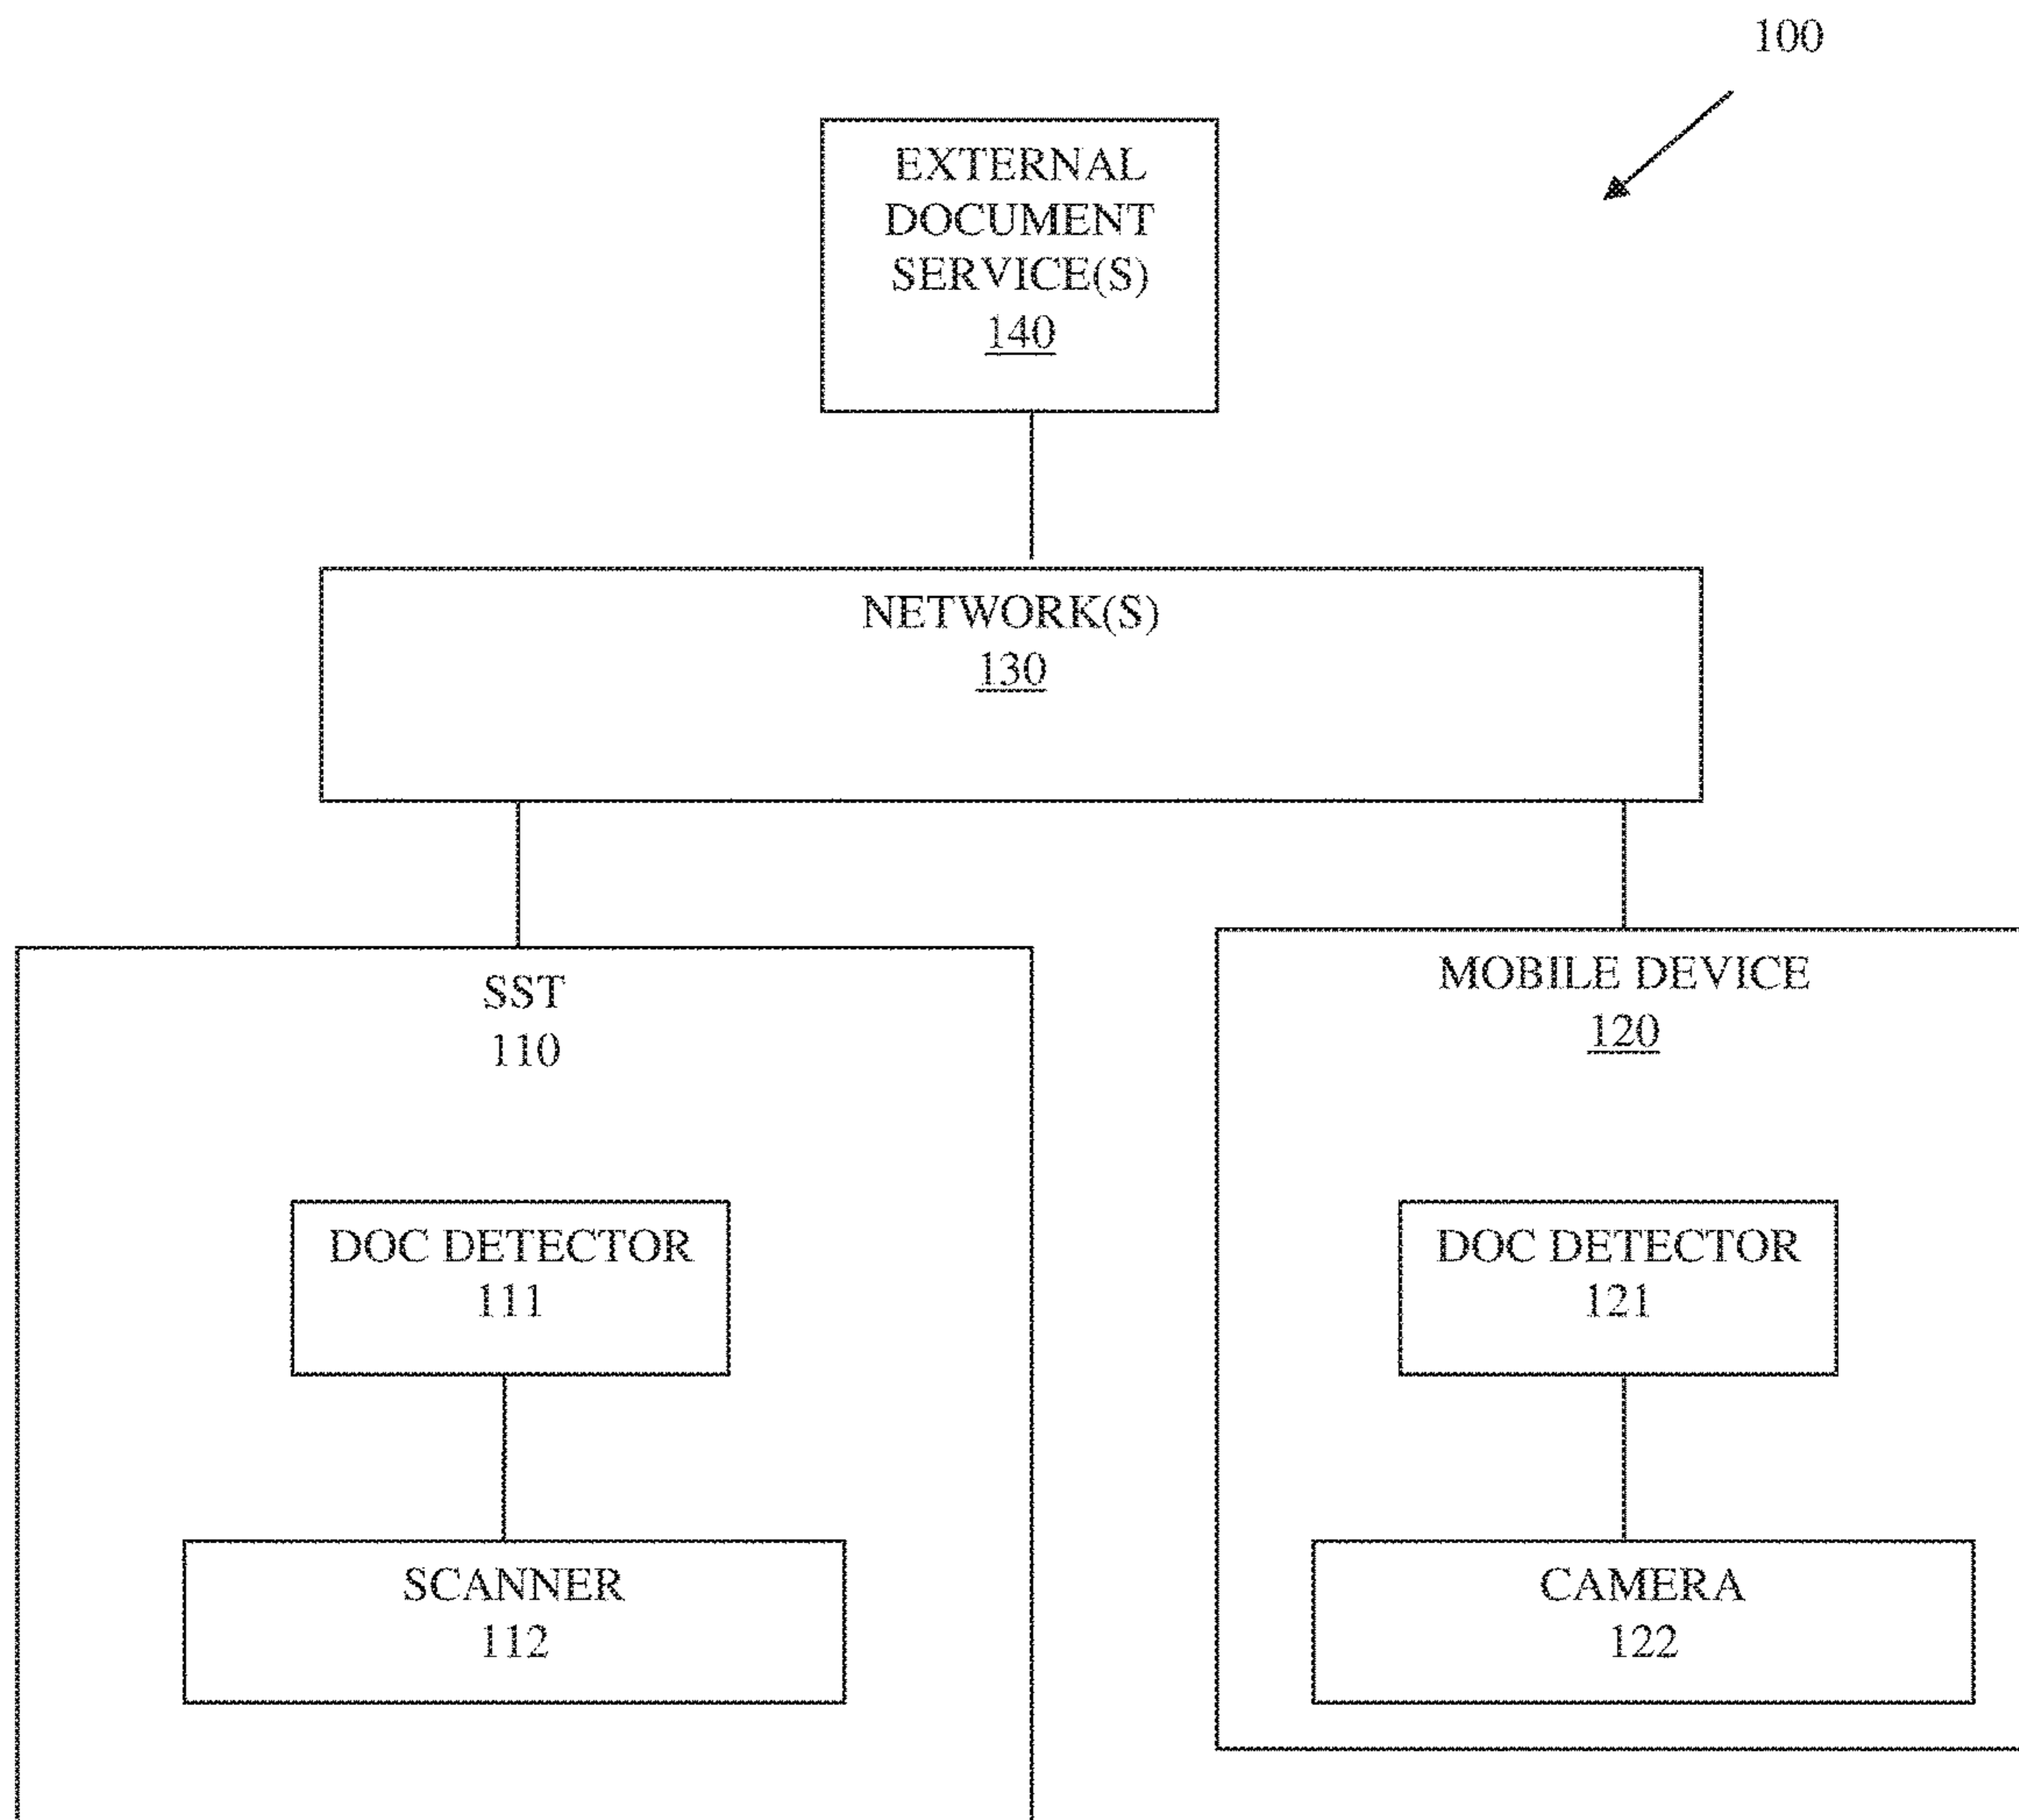 100
EXTERNAL
DOCUMENT
SERVICE(S)
140
NETWORK(S)
130
SST
110
DOC DETECTOR
111
SCANNER
112
MOBILE DEVICE
120
DOC DETECTOR
121
CAMERA
122